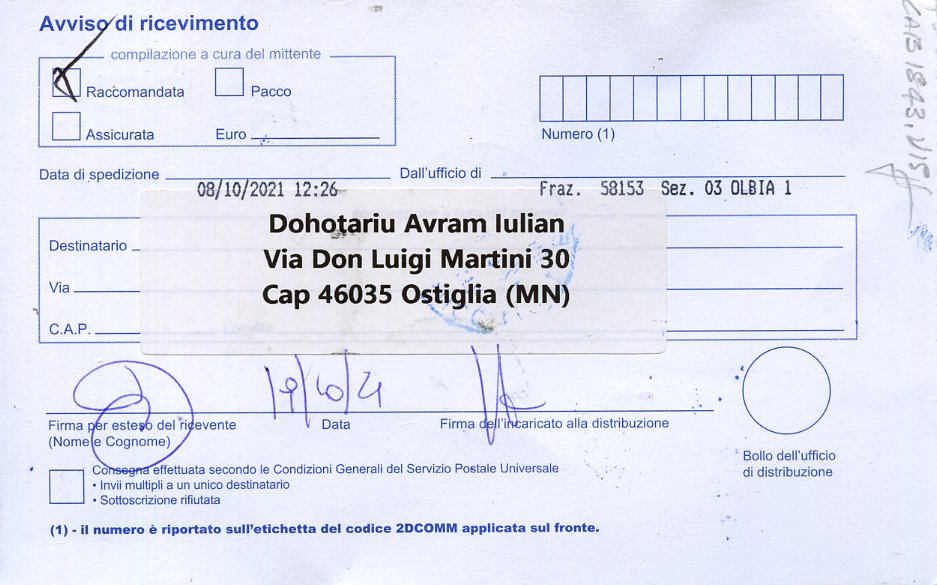 Avviso di ricevimento
compilazione a cura del mittente
Raccomandata
Pacco
Assicurata
Euro
Numero (1)
Data di spedizione
Dall'ufficio di
08/10/2021 12:26
Fraz. 58153 Sez. 03 OLBIA 1
Destinatario
Via
C.A.P.
Dohotariu Avram Iulian
Via Don Luigi Martini 30
Cap 46035 Ostiglia (MN)
19/10/21
Firma per esteso del ricevente
(Nome e Cognome)
Data
Firma dell'incaricato alla distribuzione
Bollo dell'ufficio
di distribuzione
Consegna effettuata secondo le Condizioni Generali del Servizio Postale Universale
• Invii multipli a un unico destinatario
• Sottoscrizione rifiutata
(1) - il numero è riportato sull'etichetta del codice 2DCOMM applicata sul fronte.